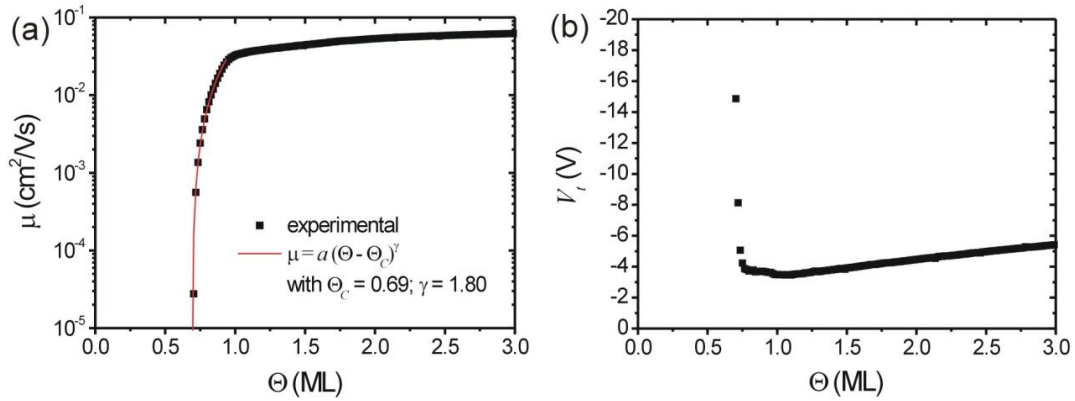 (a)
10⁻¹
10⁻²
10⁻³
10⁻⁴
10⁻⁵
μ (cm²/Vs)
experimental
μ = a (Θ - Θ_C)^γ
with Θ_C = 0.69; γ = 1.80
0.0 0.5 1.0 1.5 2.0 2.5 3.0
Θ (ML)
(b)
-20
-18
-16
-14
-12
-10
-8
-6
-4
-2
0
V_t (V)
0.0 0.5 1.0 1.5 2.0 2.5 3.0
Θ (ML)